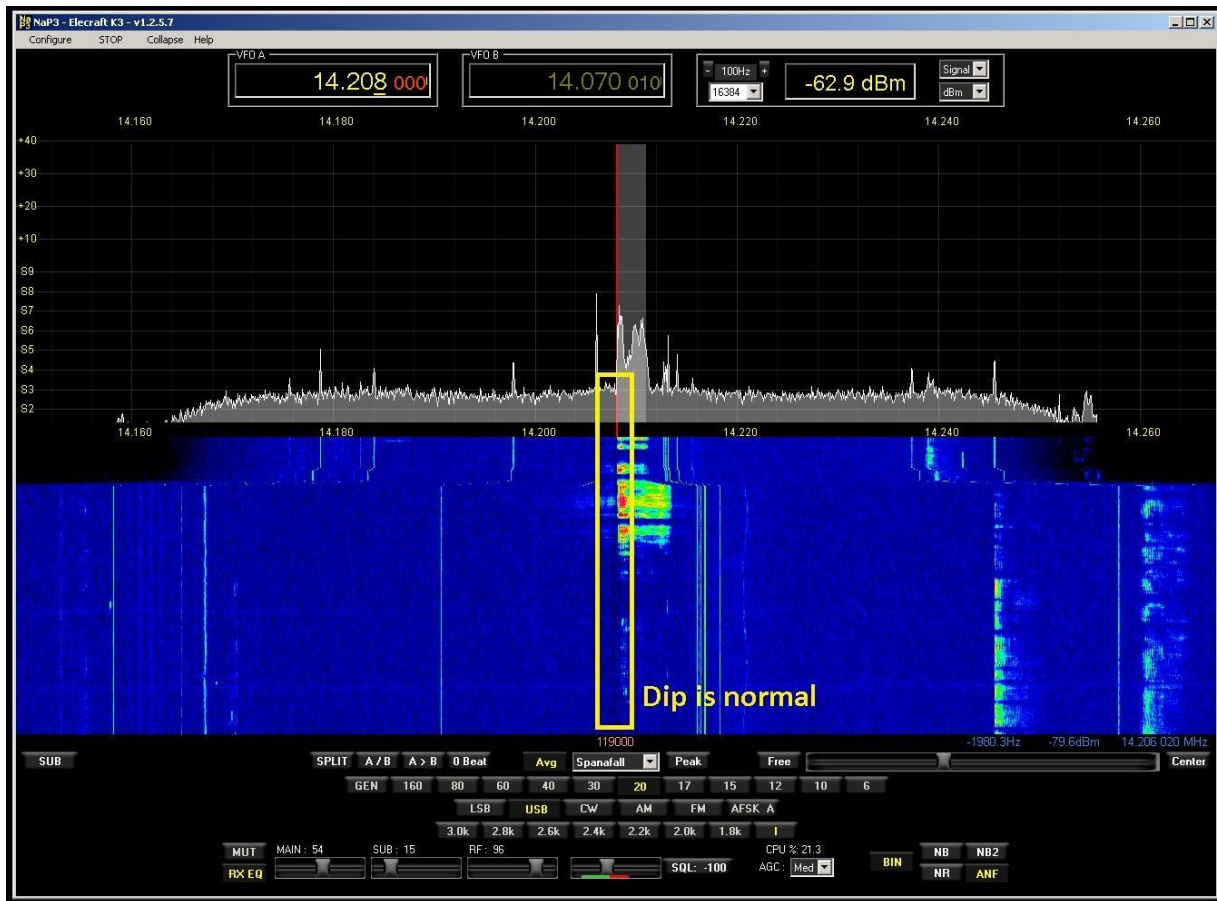 NaP3 - Elecraft K3 - v1.2.5.7
Configure STOP Collapse Help
VFO A VFO B
14.208 000 14.070 010 - 100Hz + -62.9 dBm Signal
16384 dBm
14.160 14.180 14.200 14.220 14.240 14.260
+40
+30
+20
+10
S9
S8
S7
S6
S5
S4
S3
S2
14.160 14.180 14.200 14.220 14.240 14.260
Dip is normal
119000 -1980.3Hz -79.6dBm 14.206 020 MHz
SUB SPLIT A / B A > B 0 Beat Avg Spanafall Peak Free Center
GEN 160 80 60 40 30 20 17 15 12 10 6
LSB USB CW AM FM AFSK A
3.0k 2.8k 2.6k 2.4k 2.2k 2.0k 1.8k I
MUT MAIN : 54 SUB : 15 RF : 96 SQL: -100 CPU %: 21.3 BIN NB NB2
RX EQ AGC : Med NR ANF